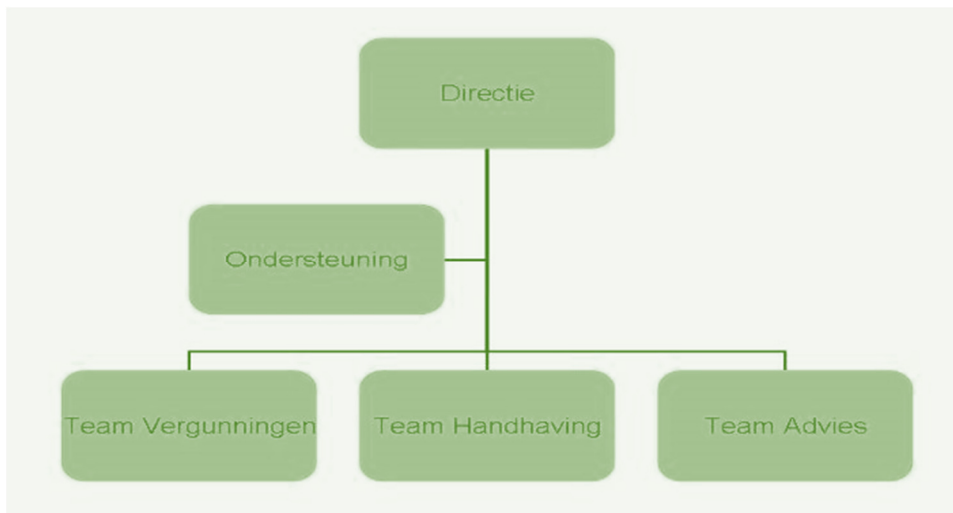 Directie
Ondersteuning
Team Vergunningen
Team Handhaving
Team Advies